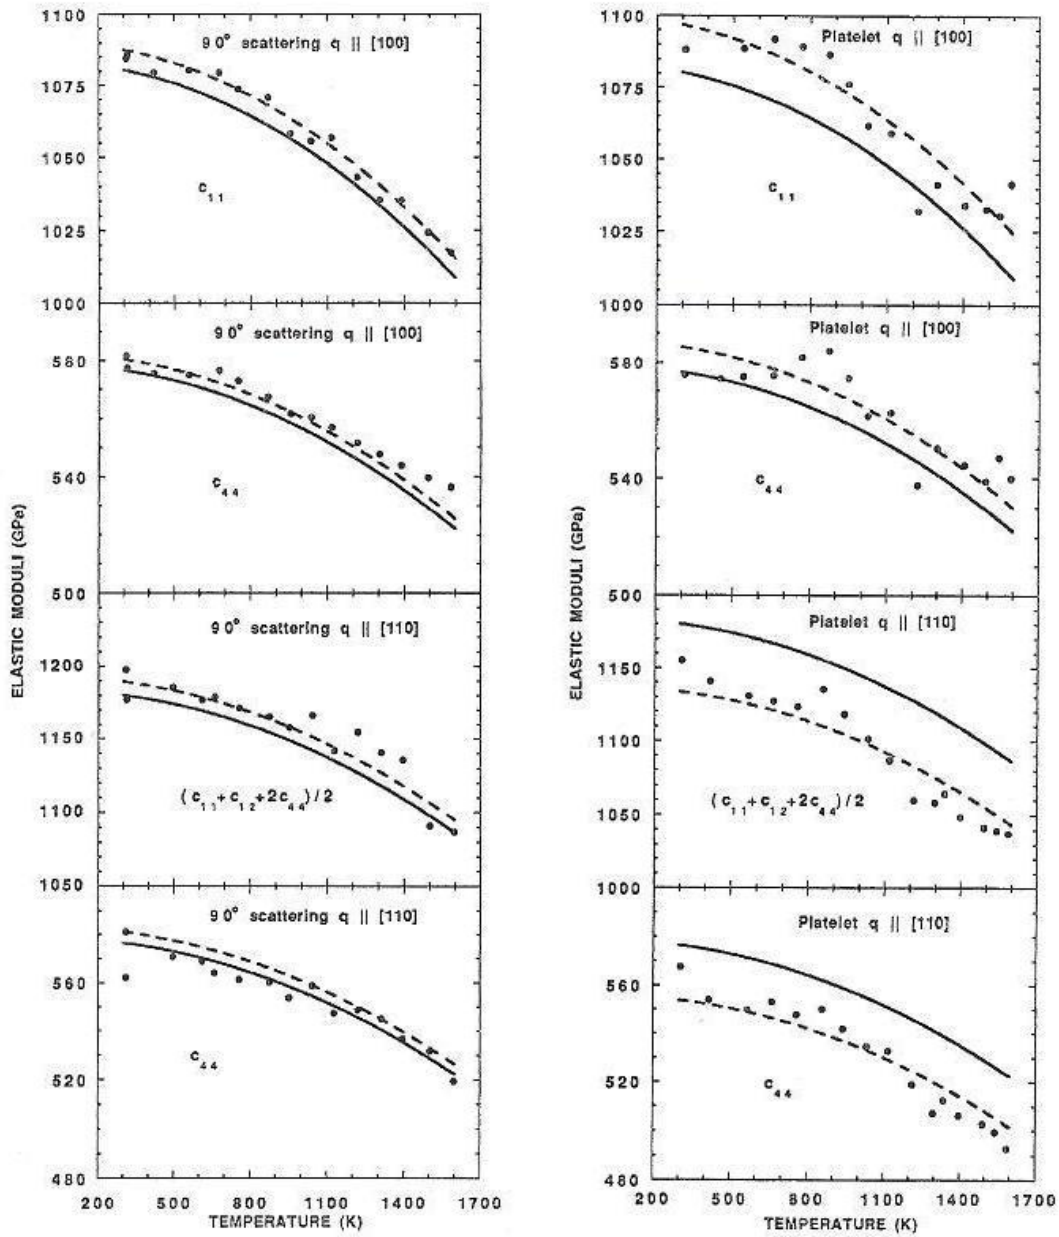 1100
90° scattering q || [100]
1075
1050
c11
1025
1000
90° scattering q || [100]
580
540
c44
500
90° scattering q || [110]
1200
1150
(c11+c12+2c44)/2
1100
1050
90° scattering q || [110]
560
c44
520
480
200 500 800 1100 1400 1700
TEMPERATURE (K)
ELASTIC MODULI (GPa)
1100
Platelet q || [100]
1075
1050
c11
1025
1000
Platelet q || [100]
580
540
c44
500
Platelet q || [110]
1150
1100
(c11+c12+2c44)/2
1050
1000
Platelet q || [110]
560
520
c44
480
200 500 800 1100 1400 1700
TEMPERATURE (K)
ELASTIC MODULI (GPa)